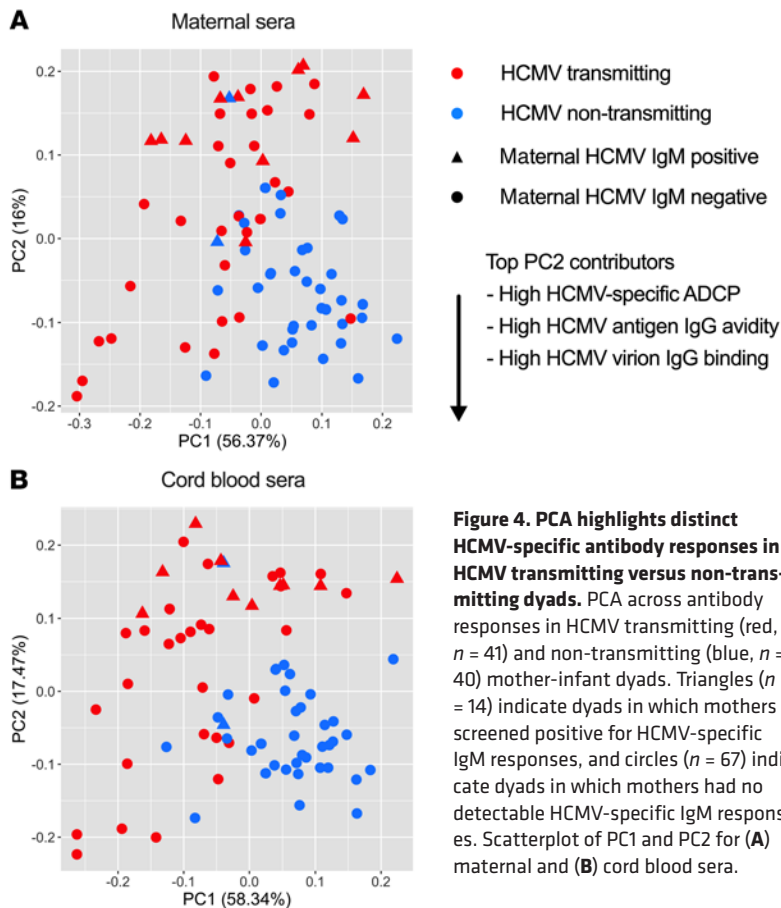 A
Maternal sera
0.2
0.1
0.0
-0.1
-0.2
PC2 (16%)
-0.3
-0.2
-0.1
0.0
0.1
0.2
PC1 (56.37%)
HCMV transmitting
HCMV non-transmitting
Maternal HCMV IgM positive
Maternal HCMV IgM negative
Top PC2 contributors
- High HCMV-specific ADCP
- High HCMV antigen IgG avidity
- High HCMV virion IgG binding
B
Cord blood sera
0.2
0.1
0.0
-0.1
-0.2
PC2 (17.47%)
-0.2
-0.1
0.0
0.1
0.2
PC1 (58.34%)
Figure 4. PCA highlights distinct
HCMV-specific antibody responses in
HCMV transmitting versus non-trans-
mitting dyads. PCA across antibody
responses in HCMV transmitting (red,
n = 41) and non-transmitting (blue, n =
40) mother-infant dyads. Triangles (n
= 14) indicate dyads in which mothers
screened positive for HCMV-specific
IgM responses, and circles (n = 67) indi
cate dyads in which mothers had no
detectable HCMV-specific IgM respons
es. Scatterplot of PC1 and PC2 for (A)
maternal and (B) cord blood sera.